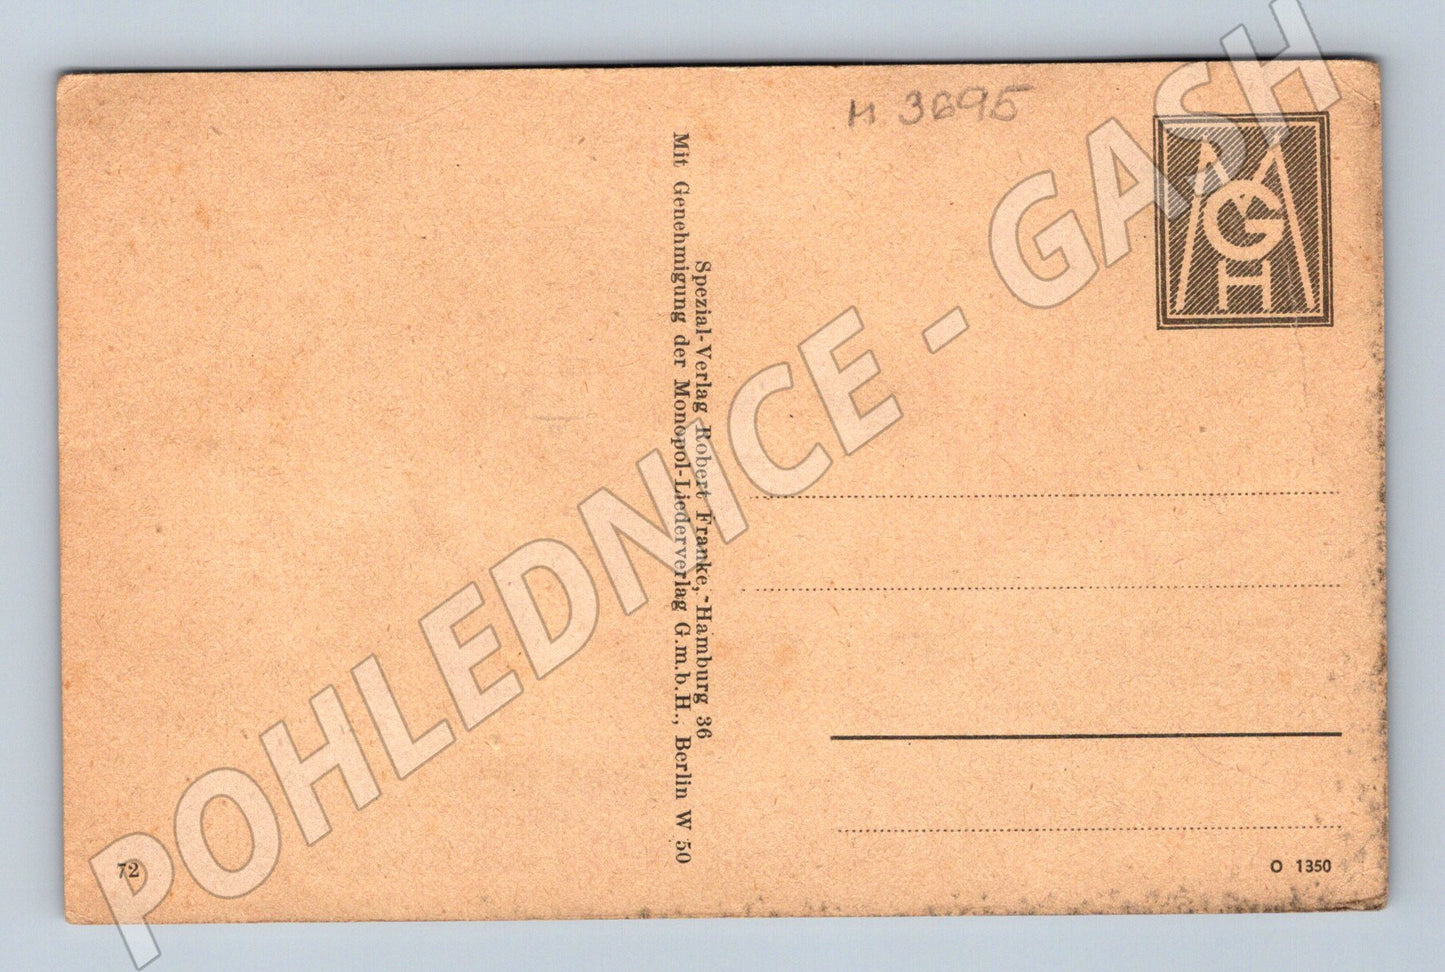 M 3695
MGH
Spezial-Verlag Robert Franke,-Hamburg 36
Mit Genehmigung der Monopol-Liederverlag G.m.b.H., Berlin W 50
72
O 1350
POHLEDNICE - GASH